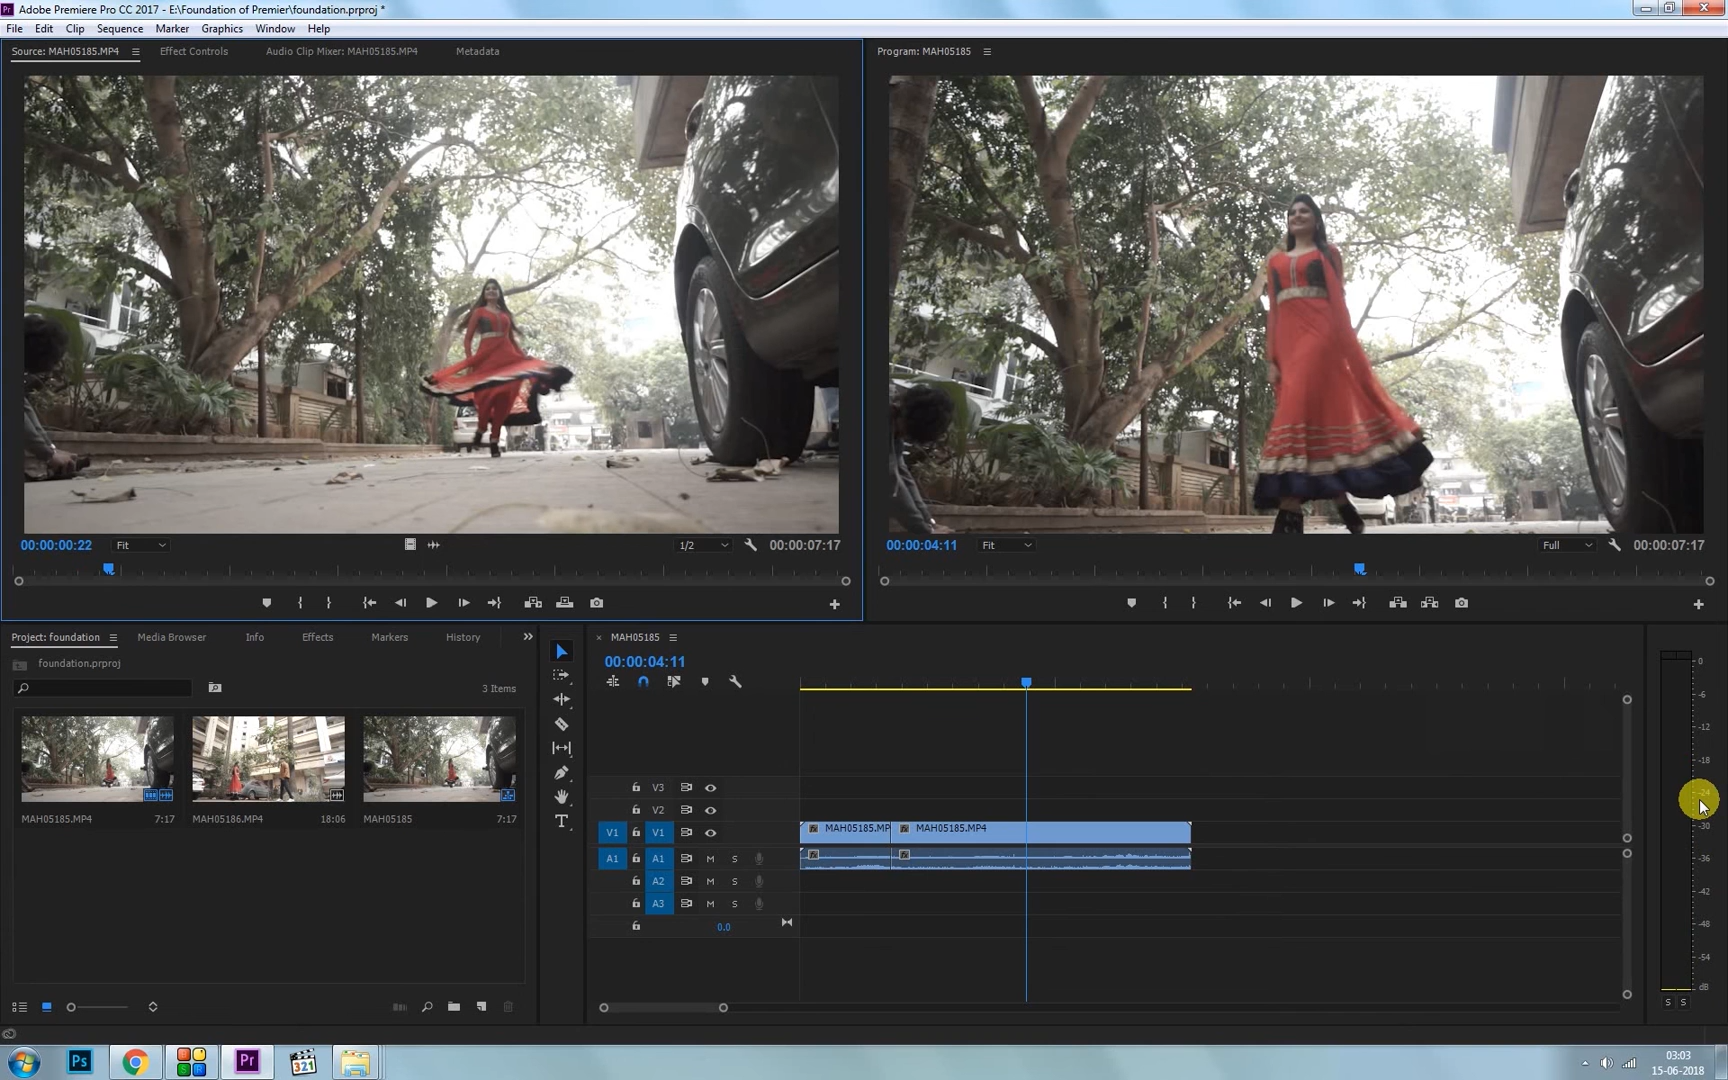 Adobe Premiere Pro CC 2017 - E:\Foundation of Premier\foundation.prproj *
File Edit Clip Sequence Marker Graphics Window Help
Source: MAH05185.MP4 Effect Controls Audio Clip Mixer: MAH05185.MP4 Metadata
Program: MAH05185
00:00:00:22 Fit 1/2 00:00:07:17
00:00:04:11 Fit Full 00:00:07:17
Project: foundation Media Browser Info Effects Markers History
foundation.prproj
3 Items
MAH05185.MP4 7:17
MAH05186.MP4 18:06
MAH05185 7:17
× MAH05185
00:00:04:11
V3
V2
V1 V1 MAH05185.MP MAH05185.MP4
A1 A1 M S
A2 M S
A3 M S
0.0
0
-6
-12
-18
-24
-30
-36
-42
-48
-54
dB
S S
Ps
Pr
321
03:03
15-06-2018